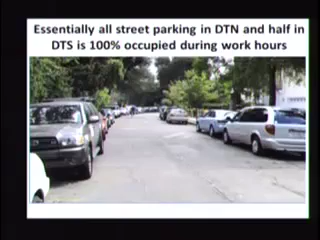 Essentially all street parking in DTN and half in
DTS is 100% occupied during work hours